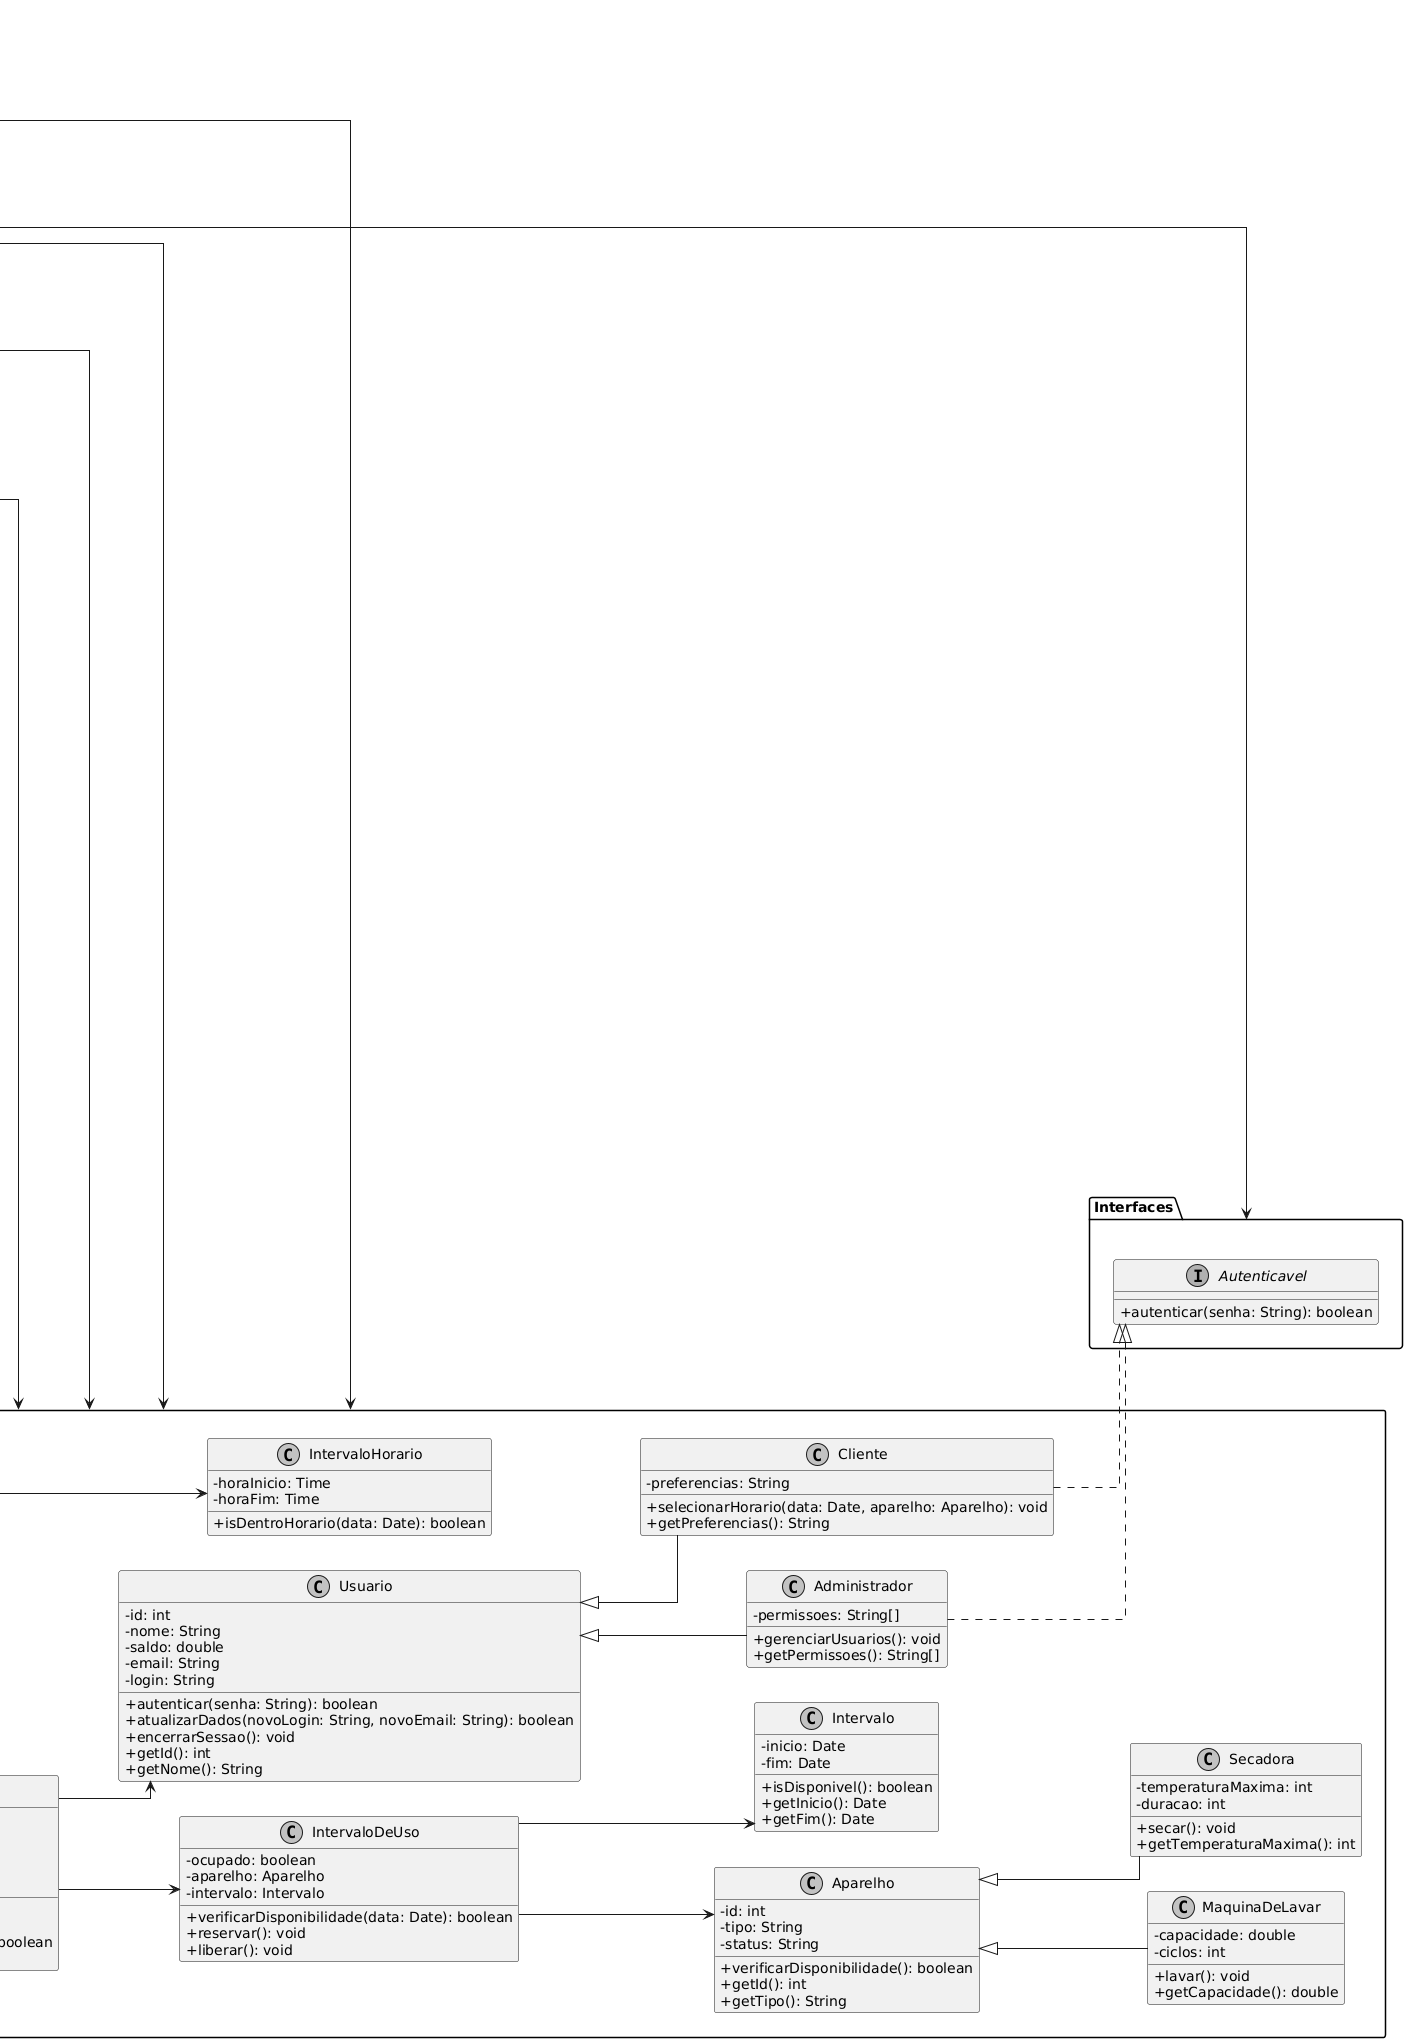 Interfaces
I Autenticavel
+autenticar(senha: String): boolean
C IntervaloHorario
-horaInicio: Time
-horaFim: Time
+isDentroHorario(data: Date): boolean
C Cliente
-preferencias: String
+selecionarHorario(data: Date, aparelho: Aparelho): void
+getPreferencias(): String
C Usuario
-id: int
-nome: String
-saldo: double
-email: String
-login: String
+autenticar(senha: String): boolean
+atualizarDados(novoLogin: String, novoEmail: String): boolean
+encerrarSessao(): void
+getId(): int
+getNome(): String
C Administrador
-permissoes: String[]
+gerenciarUsuarios(): void
+getPermissoes(): String[]
C Intervalo
-inicio: Date
-fim: Date
+isDisponivel(): boolean
+getInicio(): Date
+getFim(): Date
C Secadora
-temperaturaMaxima: int
-duracao: int
+secar(): void
+getTemperaturaMaxima(): int
boolean
C IntervaloDeUso
-ocupado: boolean
-aparelho: Aparelho
-intervalo: Intervalo
+verificarDisponibilidade(data: Date): boolean
+reservar(): void
+liberar(): void
C Aparelho
-id: int
-tipo: String
-status: String
+verificarDisponibilidade(): boolean
+getId(): int
+getTipo(): String
C MaquinaDeLavar
-capacidade: double
-ciclos: int
+lavar(): void
+getCapacidade(): double